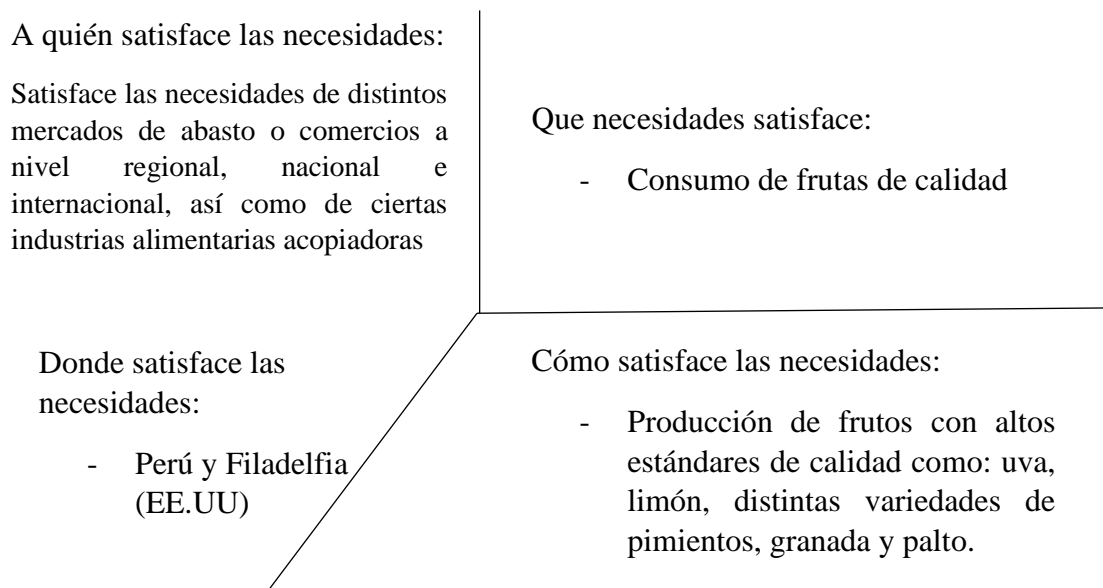 A quién satisface las necesidades:
Satisface las necesidades de distintos
mercados de abasto o comercios a
nivel regional, nacional e
internacional, así como de ciertas
industrias alimentarias acopiadoras
Que necesidades satisface:
- Consumo de frutas de calidad
Donde satisface las
necesidades:
- Perú y Filadelfia
(EE.UU)
Cómo satisface las necesidades:
- Producción de frutos con altos
estándares de calidad como: uva,
limón, distintas variedades de
pimientos, granada y palto.